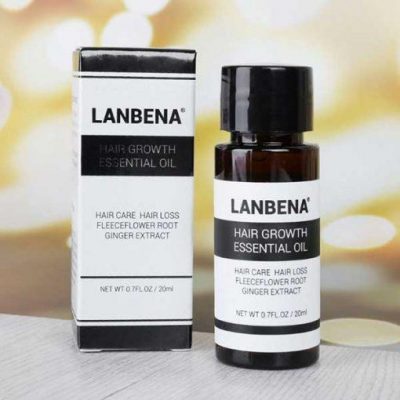 LANBENA®
HAIR GROWTH
ESSENTIAL OIL
HAIR CARE HAIR LOSS
FLEECEFLOWER ROOT
GINGER EXTRACT
NET WT 0.7FL OZ / 20ml
LANBENA®
HAIR GROWTH
ESSENTIAL OIL
HAIR CARE HAIR LOSS
FLEECEFLOWER ROOT
GINGER EXTRACT
NET WT 0.7FL OZ / 20ml